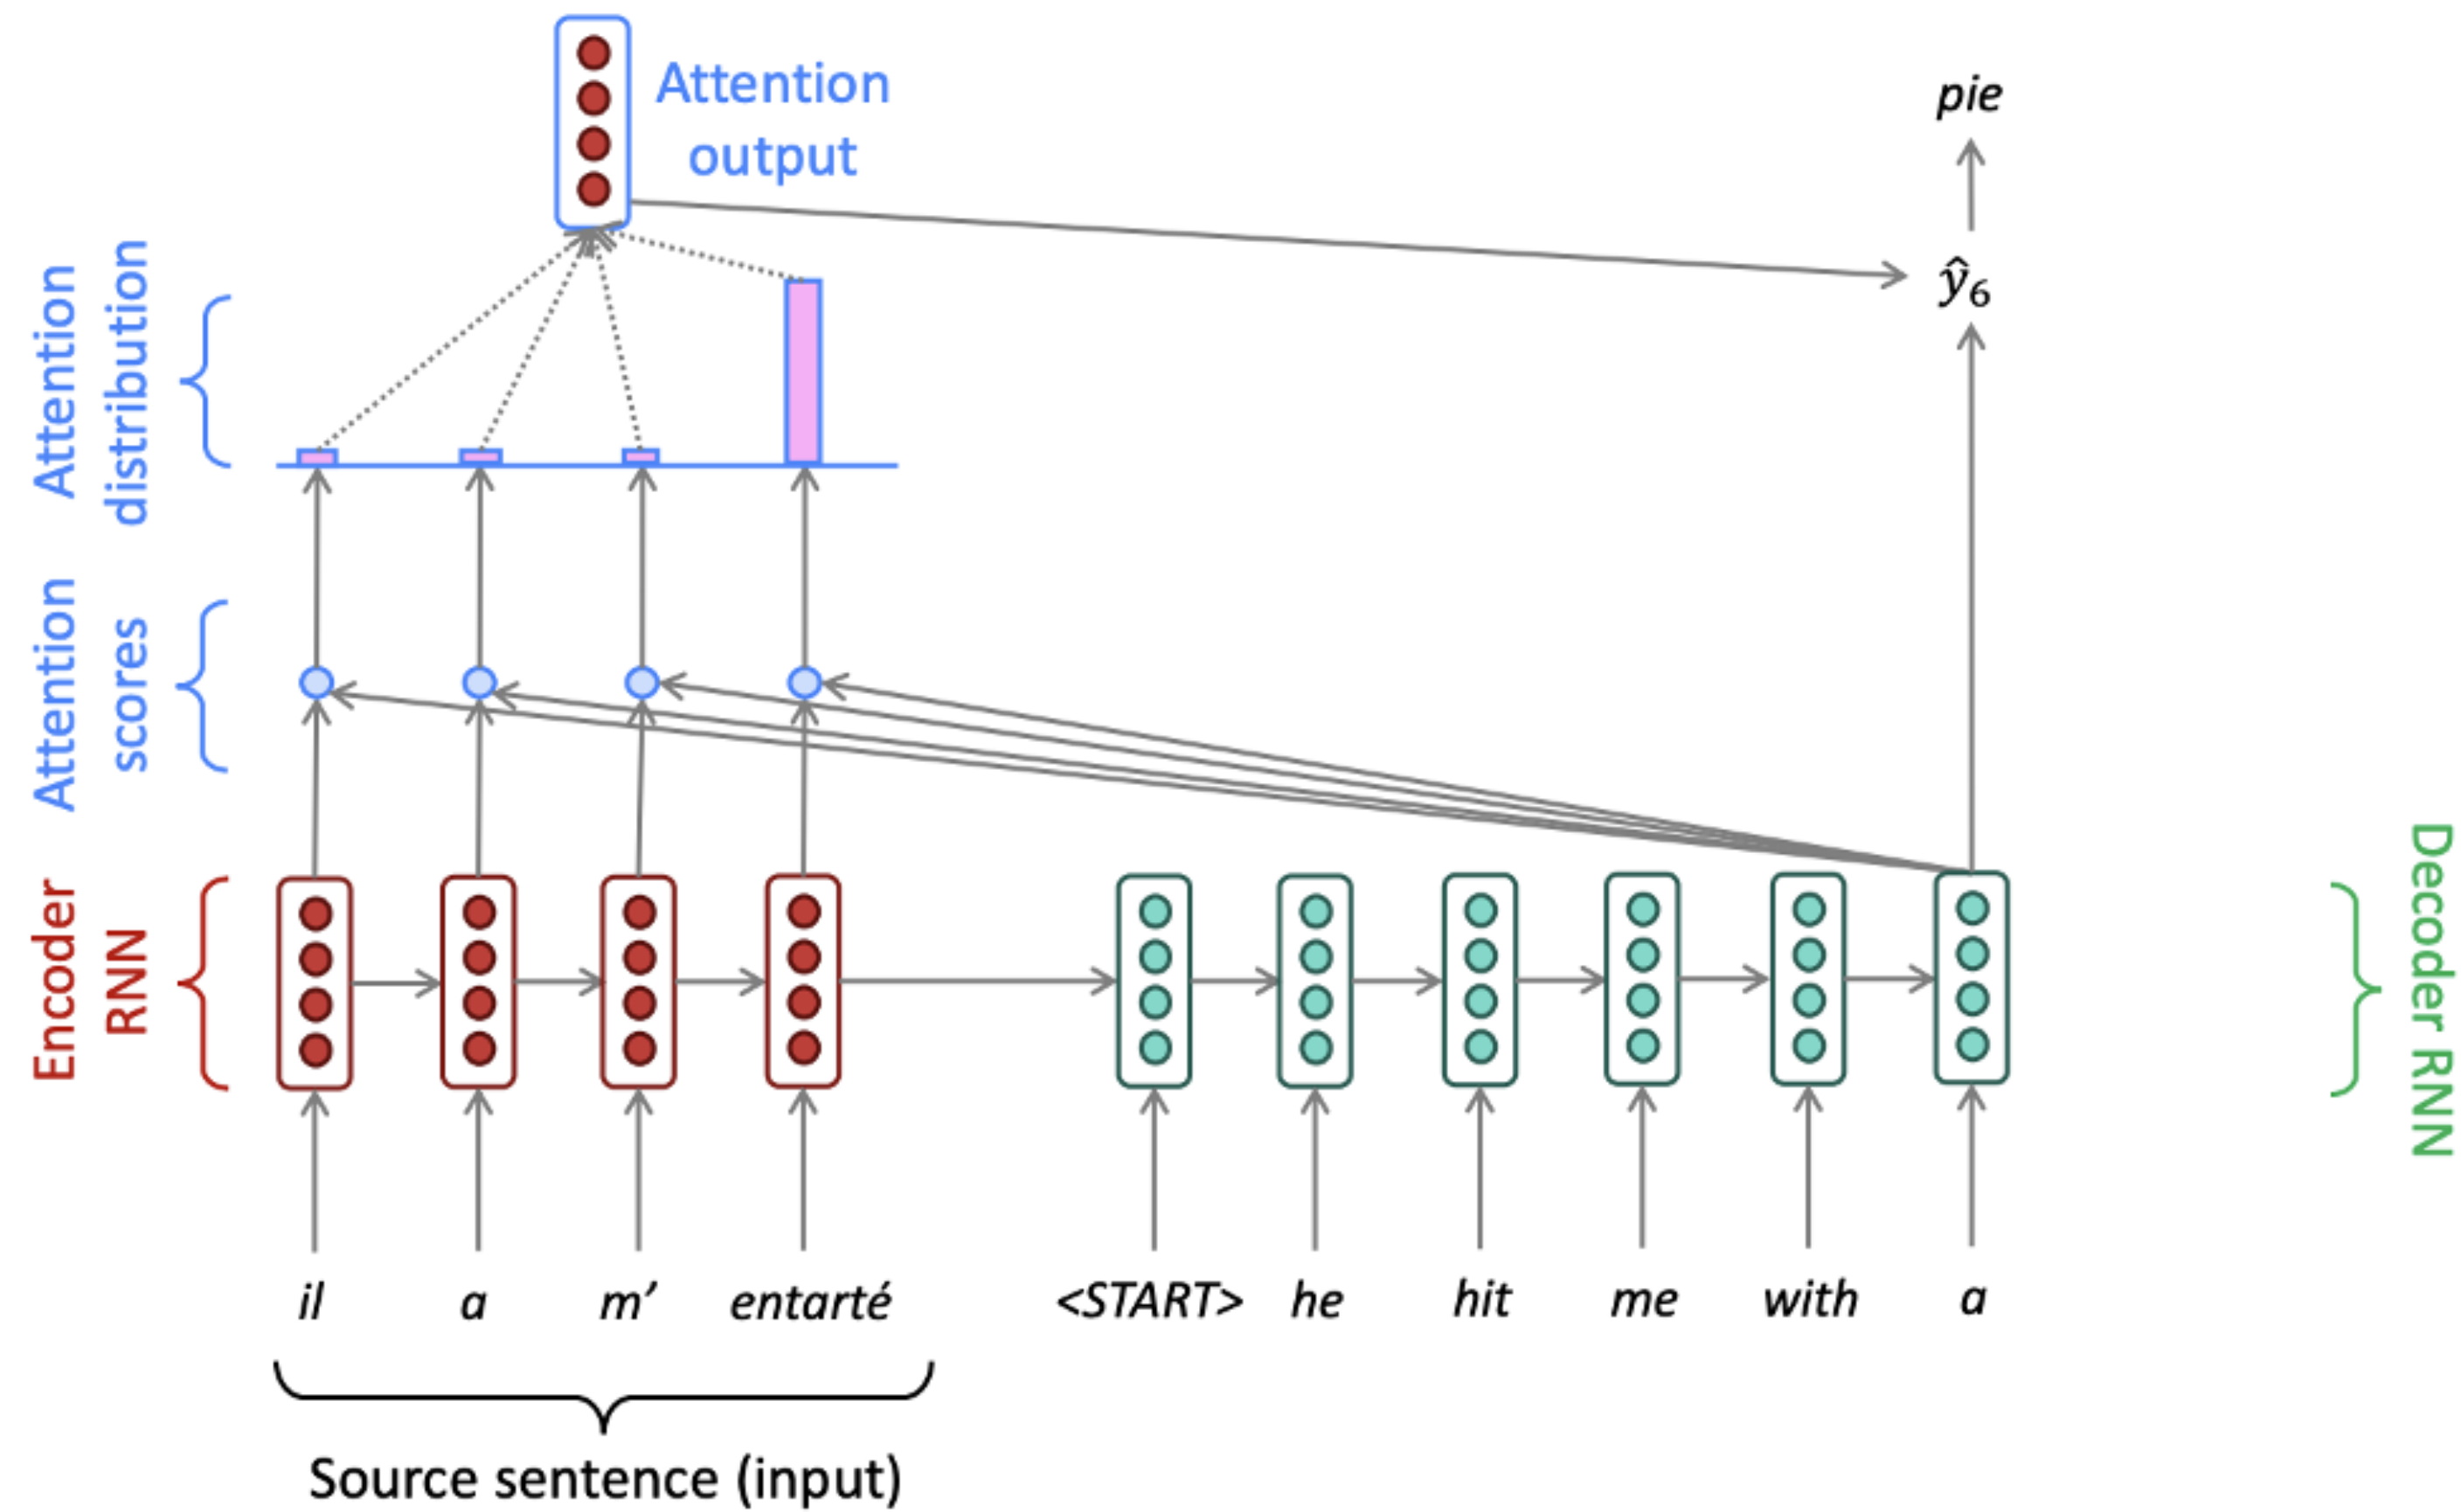 Attention
output
pie
Attention
distribution
ŷ6
Attention
scores
Encoder
RNN
Decoder RNN
il a m’ entarté <START> he hit me with a
Source sentence (input)